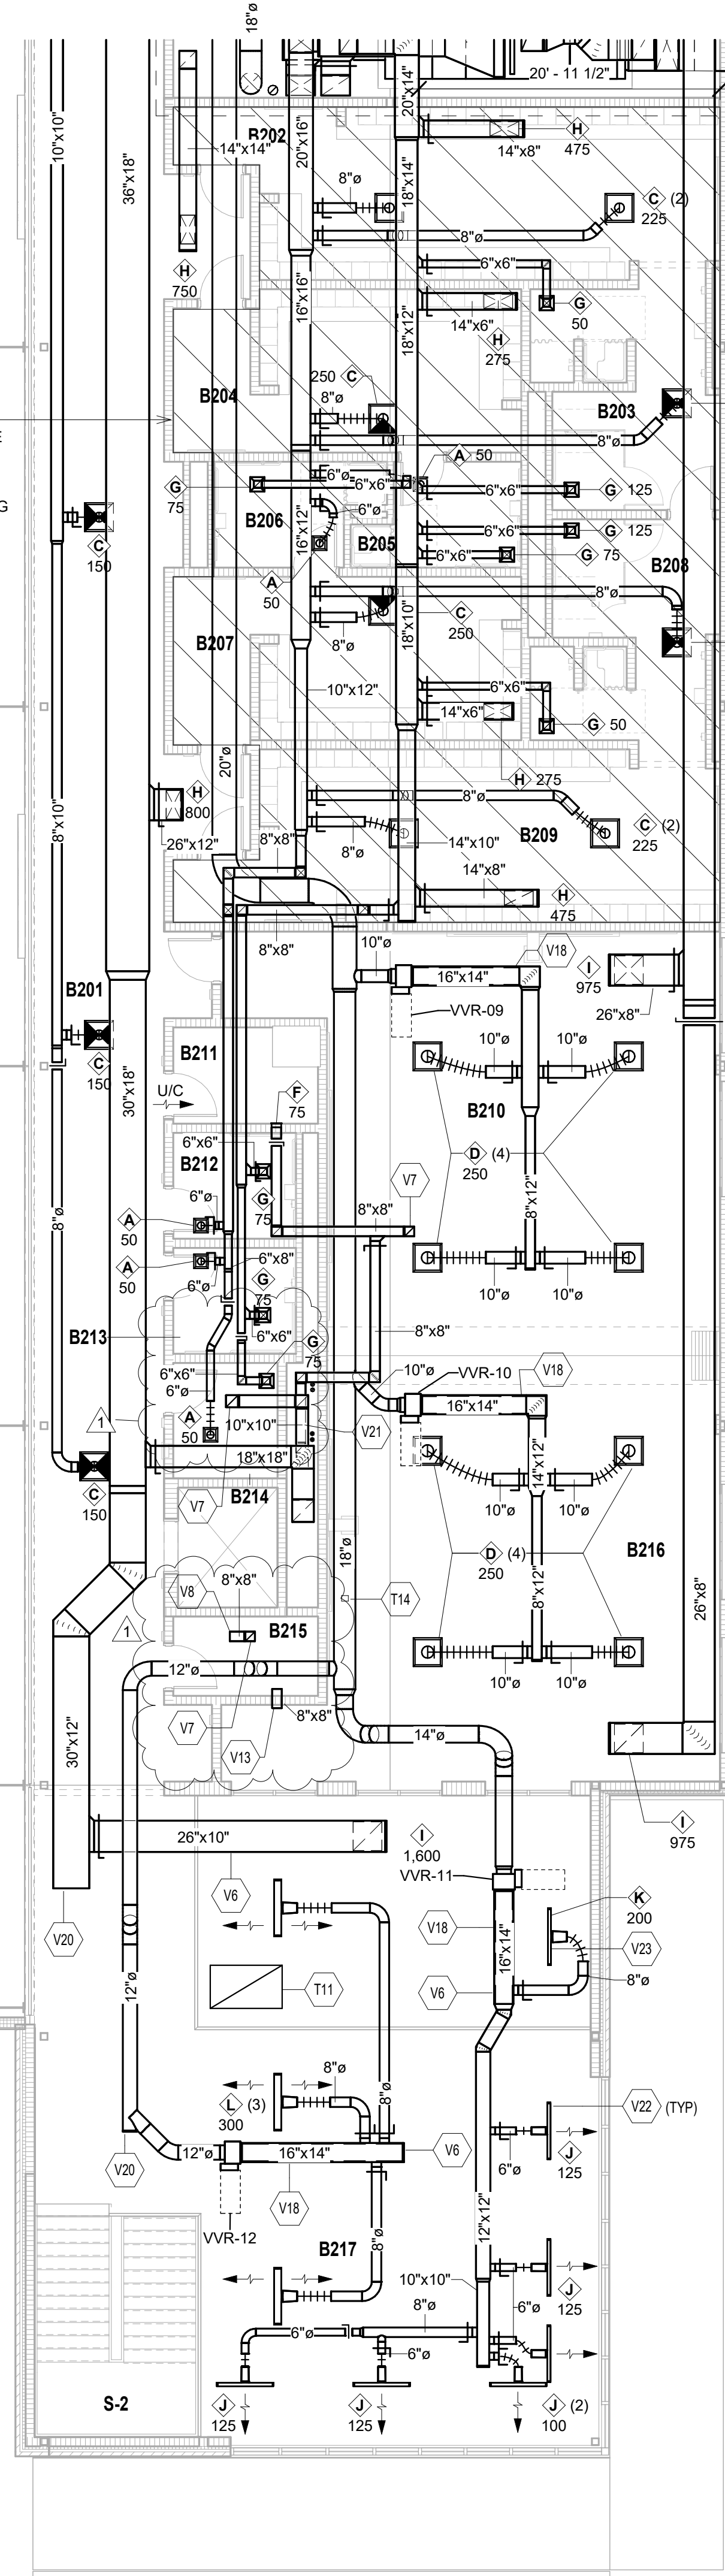 18"ø
20' - 11 1/2"
10"x10"
36"x18"
B202
14"x14"
20"x16"
20"x14"
18"x14"
14"x8"
H
475
8"ø
C (2)
225
8"ø
H
750
16"x16"
6"x6"
G
50
14"x6"
18"x12"
H
275
250 C
8"ø
B204
B203
E
8"ø
A 50
G
75
6"ø
6"x6"
6"x6"
G 125
G
B206
6"ø
16"x12"
B205
6"x6"
G 125
6"x6"
G 75
C
150
A
50
B208
8"ø
C
250
18"x10"
B207
8"ø
10"x12"
6"x6"
14"x6"
G 50
20"ø
H
800
H 275
8"x10"
8"ø
C (2)
225
26"x12"
8"x8"
8"ø
14"x10"
B209
14"x8"
H
475
8"x8"
10"ø
16"x14"
V18
I
975
26"x8"
B201
VVR-09
C
150
B211
30"x18"
10"ø
10"ø
U/C
F
75
B210
6"x6"
B212
D (4)
250
V7
G
75
8"x8"
8"x12"
6"ø
A
50
8"ø
6"x8"
A
50
6"ø
G
75
10"ø
10"ø
B213
6"x6"
G
75
8"x8"
10"ø
VVR-10
V18
6"x6"
6"ø
16"x14"
1
A
50
10"x10"
V21
14"x12"
18"x18"
C
150
V7
B214
10"ø
10"ø
18"ø
D (4)
250
B216
V8
8"x8"
T14
8"x12"
26"x8"
1
B215
12"ø
10"ø
10"ø
V7
V13
8"x8"
14"ø
30"x12"
26"x10"
I
1,600
I
975
VVR-11
V6
K
200
V20
V18
16"x14"
V23
T11
V6
8"ø
12"ø
8"ø
8"ø
L (3)
300
V22 (TYP)
V20
12"ø
16"x14"
V6
6"ø
J
125
V18
VVR-12
B217
8"ø
12"x12"
10"x10"
J
125
8"ø
6"ø
6"ø
6"ø
S-2
J
125
J
125
J (2)
100